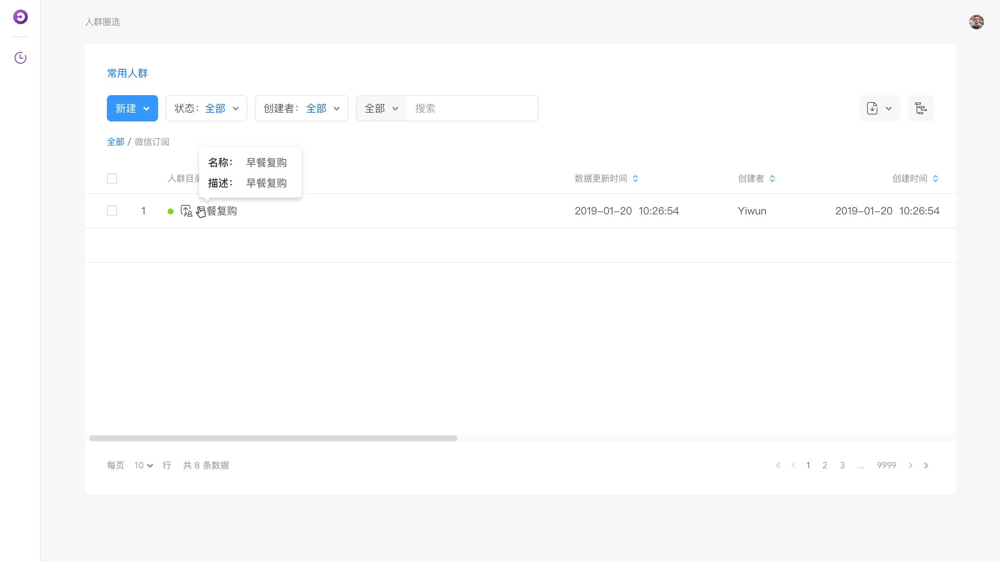 人群圈选
常用人群
新建 状态： 全部 创建者： 全部 全部 搜索
全部 / 微信订阅
名称： 早餐复购
描述： 早餐复购
人群目录 数据更新时间 创建者 创建时间
1 早餐复购 2019-01-20 10:26:54 Yiwun 2019-01-20 10:26:54
每页 10 行 共 8 条数据 « < 1 2 3 ... 9999 > »